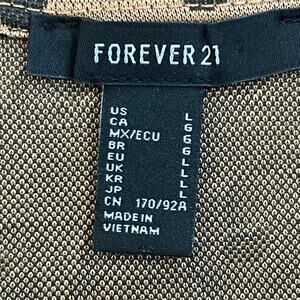 FOREVER 21
US L
CA G
MX/ECU G
BR G
EU L
UK L
KR L
JP L
CN 170/92A
MADE IN
VIETNAM